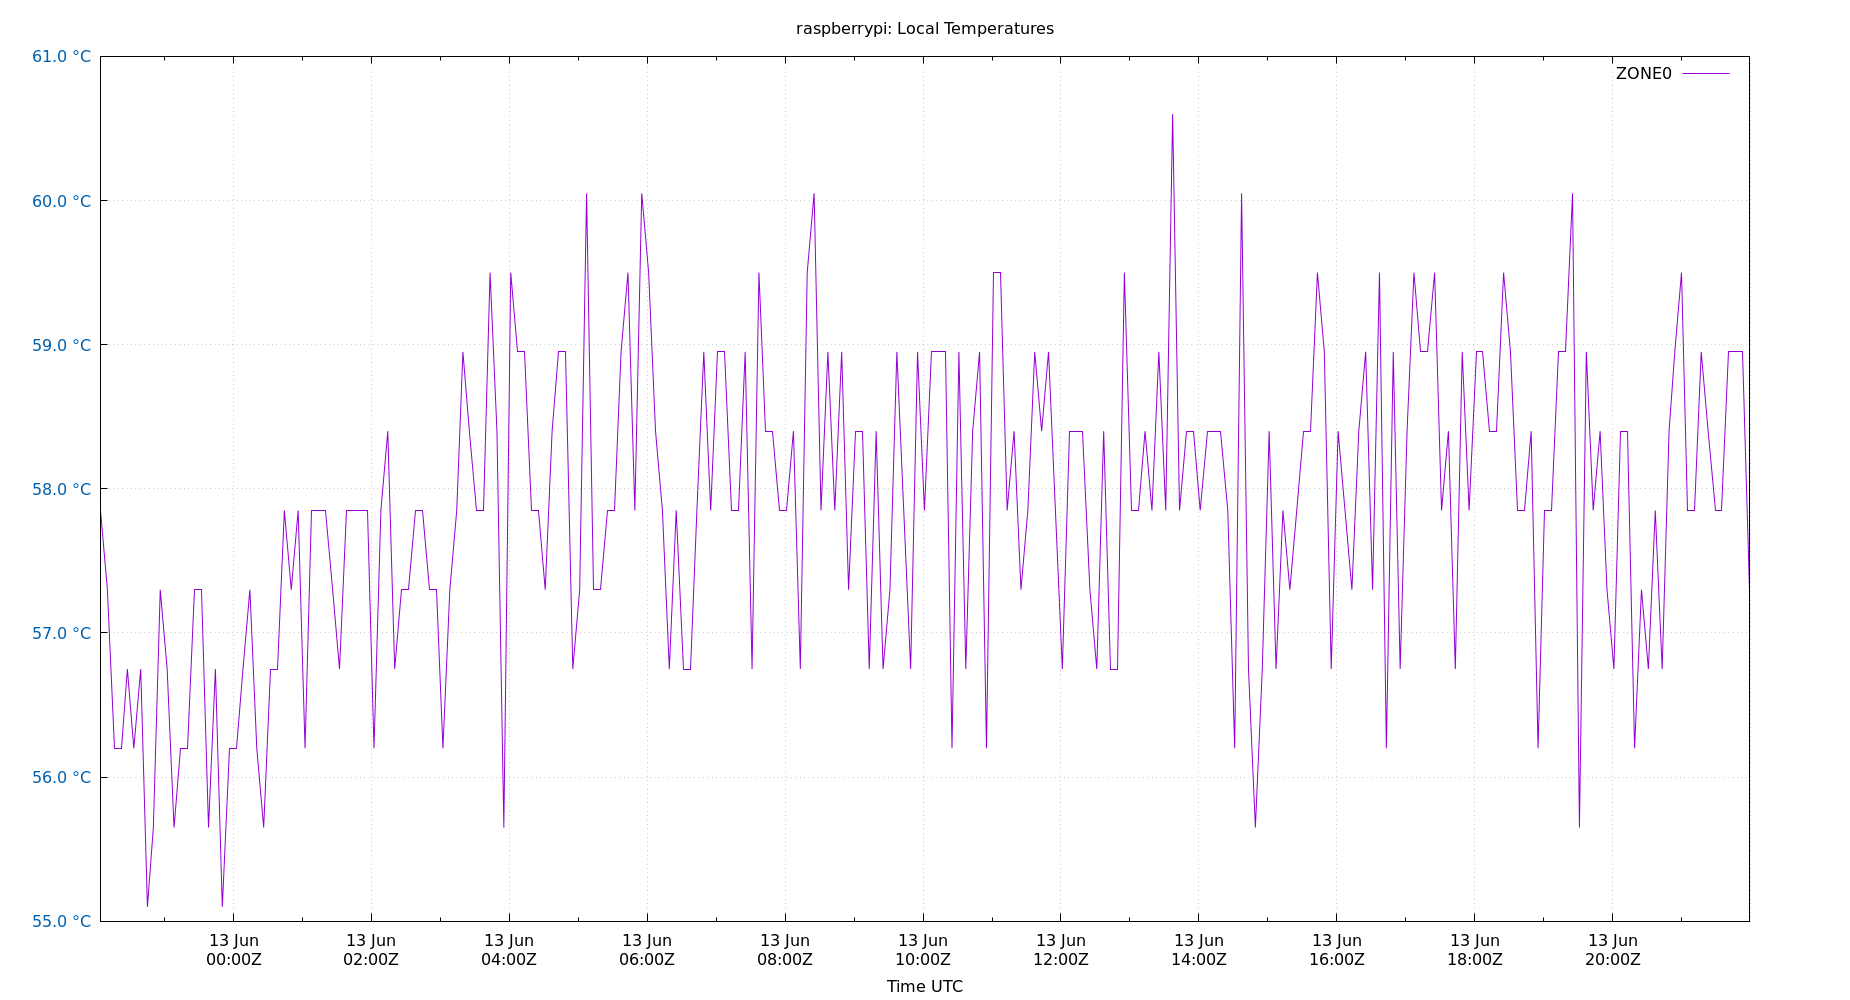 raspberrypi: Local Temperatures
61.0 °C
ZONE0
60.0 °C
59.0 °C
58.0 °C
57.0 °C
56.0 °C
55.0 °C
13 Jun 13 Jun 13 Jun 13 Jun 13 Jun 13 Jun 13 Jun 13 Jun 13 Jun 13 Jun 13 Jun
00:00Z 02:00Z 04:00Z 06:00Z 08:00Z 10:00Z 12:00Z 14:00Z 16:00Z 18:00Z 20:00Z
Time UTC